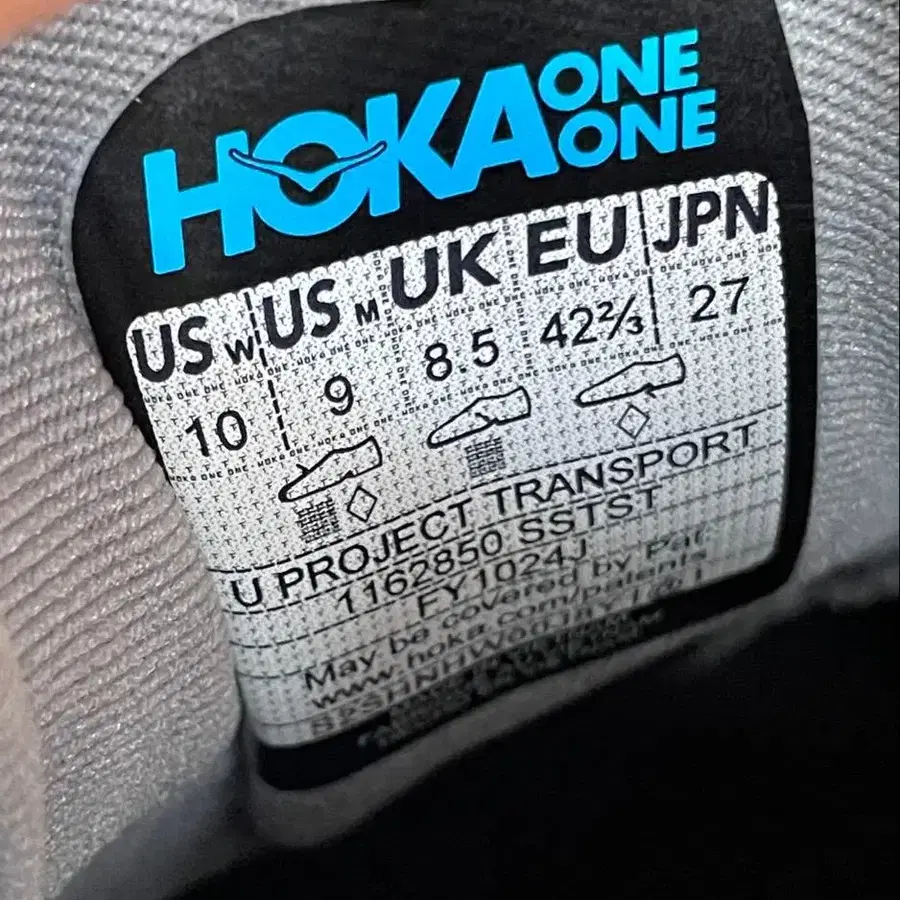 HOKA ONE ONE
US W US M UK EU JPN
10 9 8.5 42⅔ 27
U PROJECT TRANSPORT
1162850 SSTST
FY1024J
May be covered by Pat.
www.hoka.com/patents